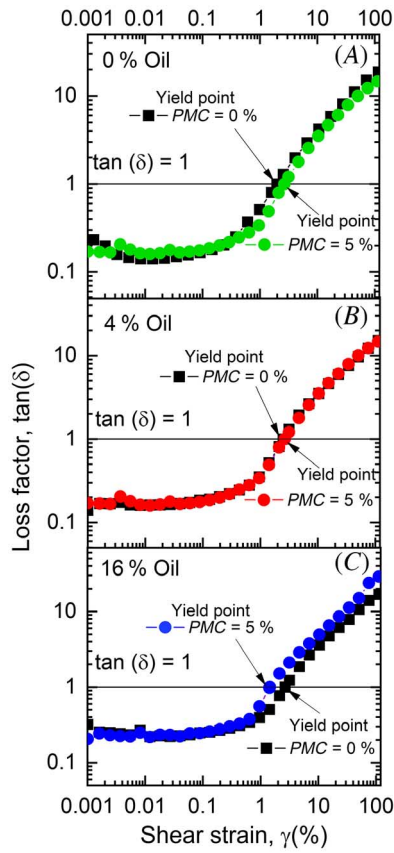 0.001 0.01 0.1 1 10 100
0 % Oil
(A)
10
Yield point
PMC = 0 %
tan (δ) = 1
1
Yield point
PMC = 5 %
0.1
4 % Oil
(B)
10
Yield point
PMC = 0 %
tan (δ) = 1
1
Yield point
PMC = 5 %
0.1
Loss factor, tan(δ)
16 % Oil
(C)
10
Yield point
PMC = 5 %
tan (δ) = 1
1
Yield point
PMC = 0 %
0.1
0.001 0.01 0.1 1 10 100
Shear strain, γ(%)